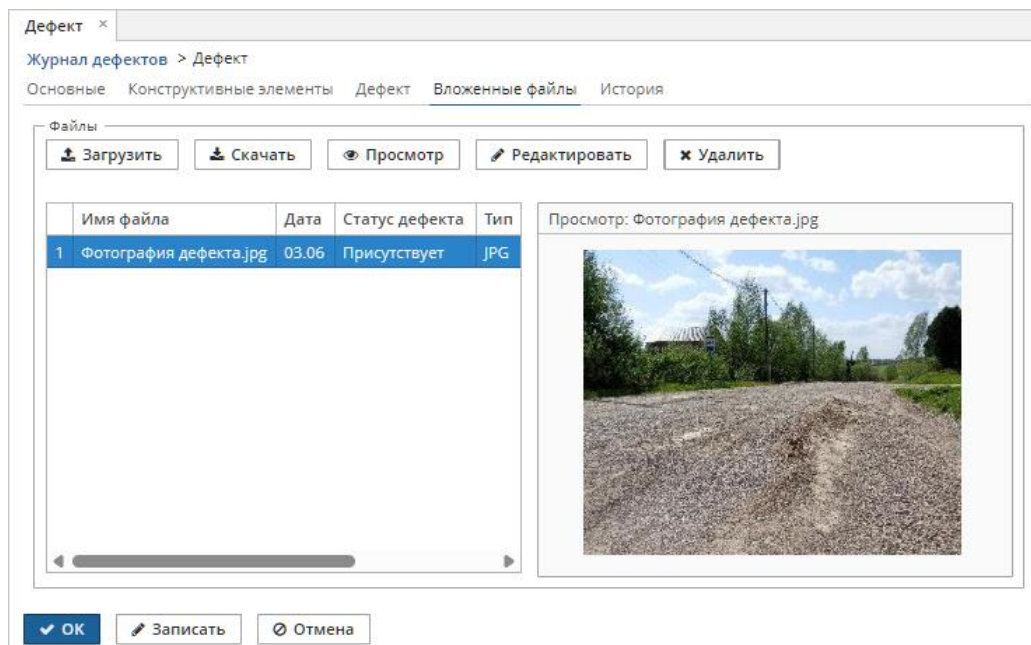 Дефект ×
Журнал дефектов > Дефект
Основные Конструктивные элементы Дефект Вложенные файлы История
Файлы
Загрузить Скачать Просмотр Редактировать Удалить
Имя файла Дата Статус дефекта Тип
1 Фотография дефекта.jpg 03.06 Присутствует JPG
Просмотр: Фотография дефекта.jpg
ОК Записать Отмена